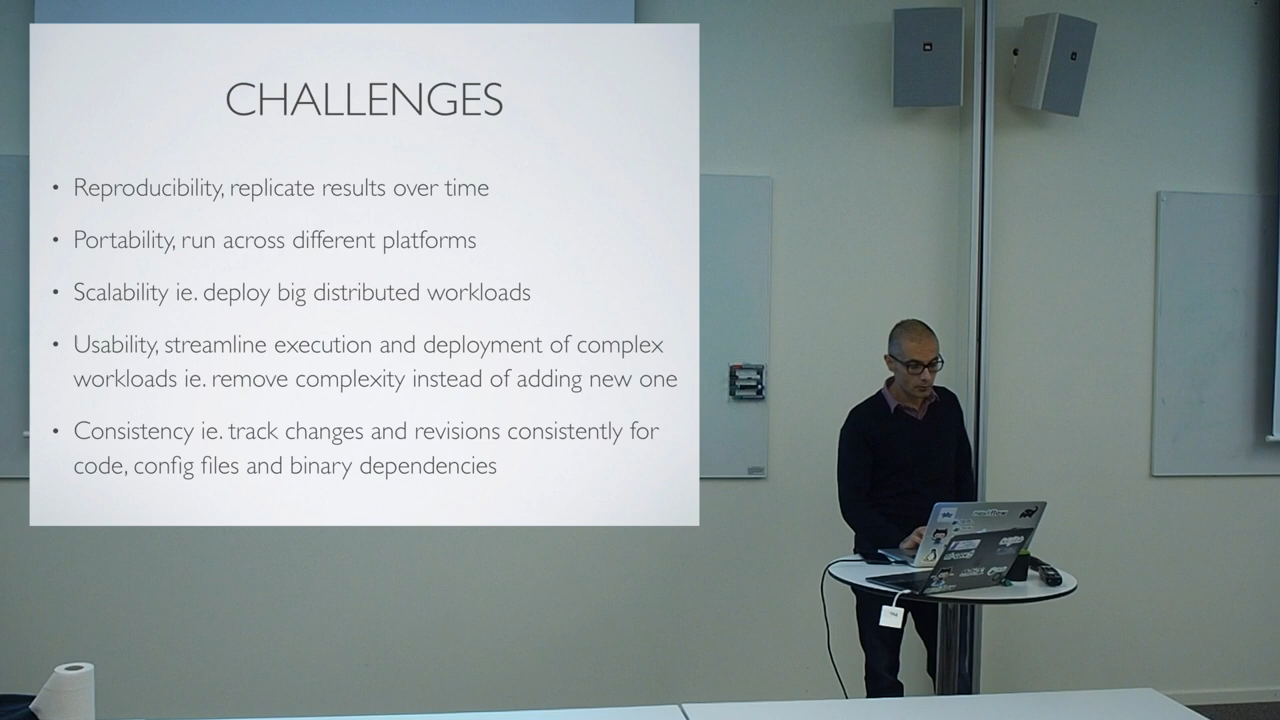 CHALLENGES
• Reproducibility, replicate results over time
• Portability, run across different platforms
• Scalability ie. deploy big distributed workloads
• Usability, streamline execution and deployment of complex
workloads ie. remove complexity instead of adding new one
• Consistency ie. track changes and revisions consistently for
code, config files and binary dependencies
nextflow